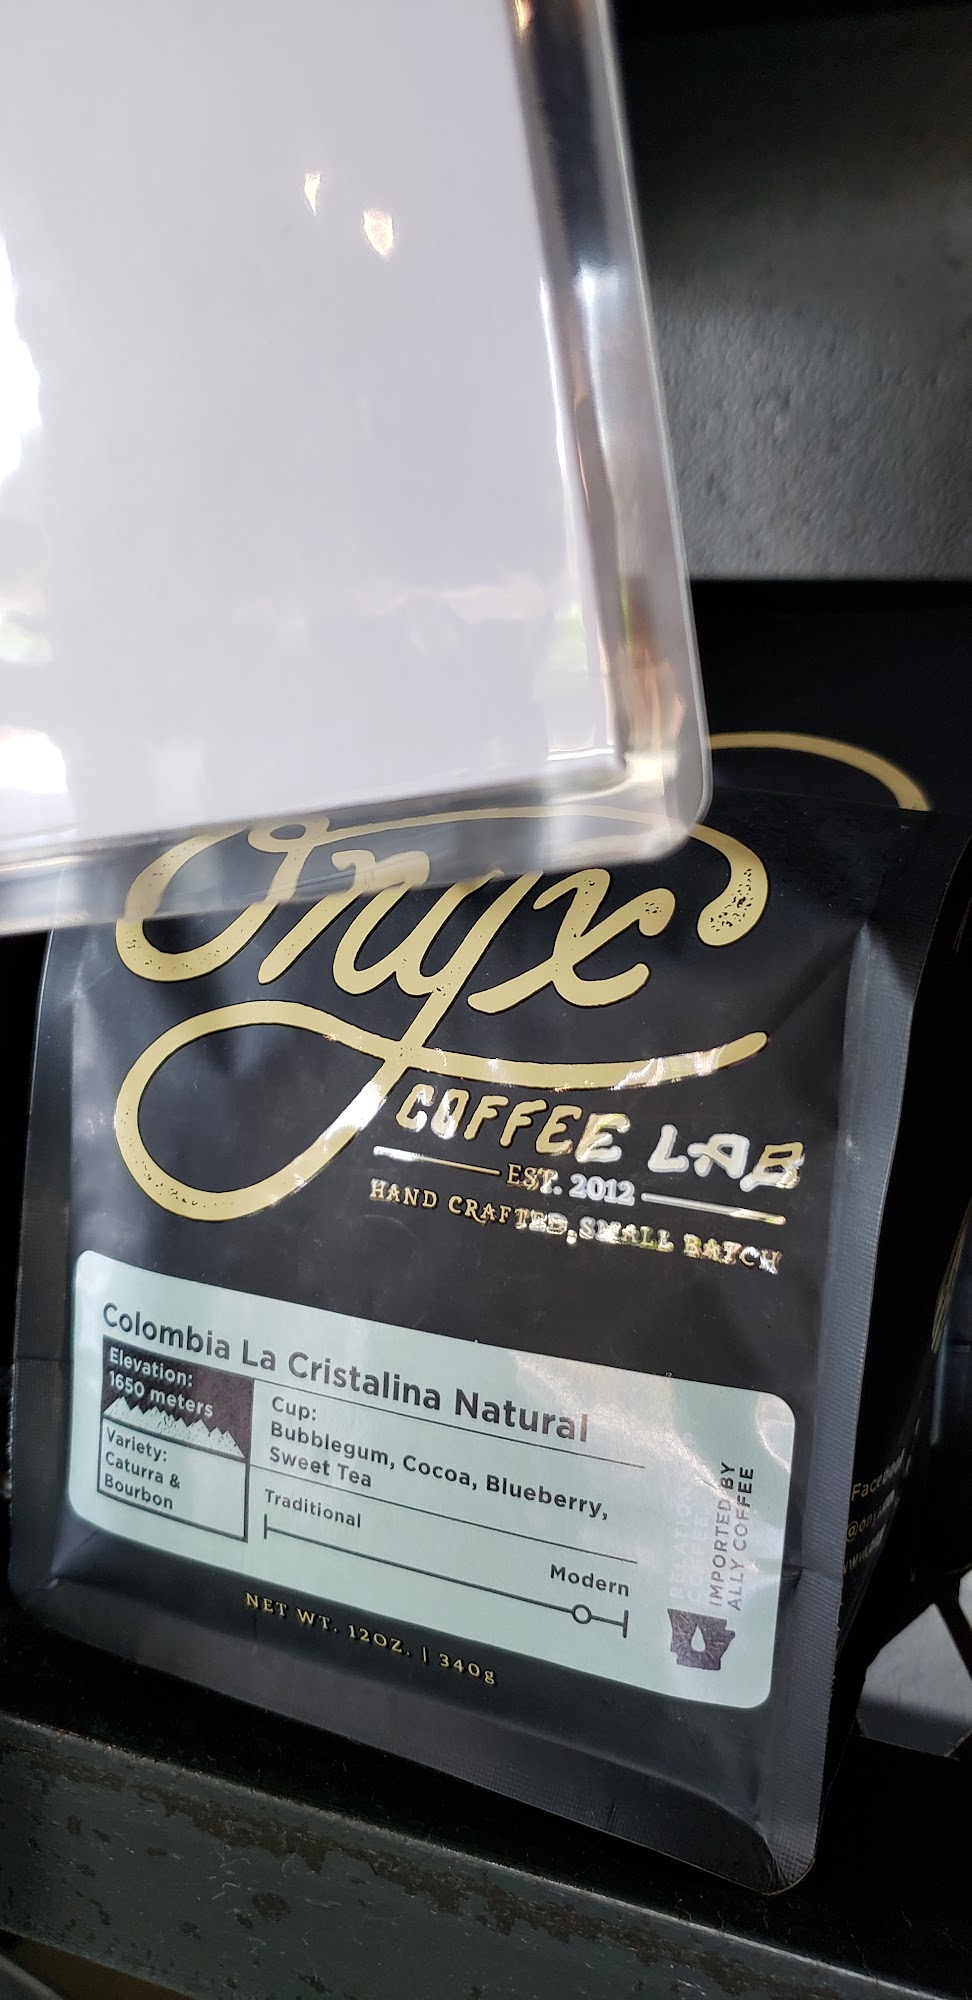 Onyx
COFFEE LAB
EST. 2012
HAND CRAFTED, SMALL BATCH
Colombia La Cristalina Natural
Elevation:
1650 meters
Variety:
Caturra &
Bourbon
Cup:
Bubblegum, Cocoa, Blueberry,
Sweet Tea
Traditional
Modern
COFFEE
IMPORTED BY
ALLY COFFEE
NET WT. 12OZ. | 340g